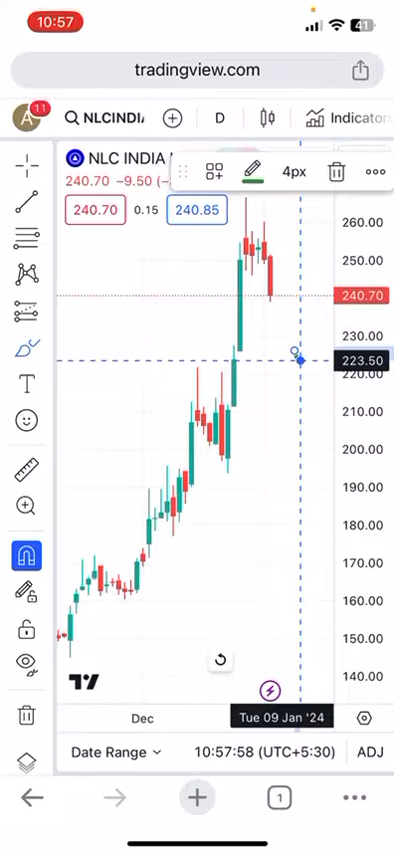 10:57
41
tradingview.com
A
11
NLCINDI
D
Indicator
NLC INDIA
4px
240.70 −9.50 (−
240.70
0.15
240.85
260.00
250.00
240.70
230.00
223.50
220.00
210.00
200.00
190.00
180.00
170.00
160.00
150.00
140.00
T
Dec
Tue 09 Jan '24
Date Range
10:57:58 (UTC+5:30)
ADJ
1